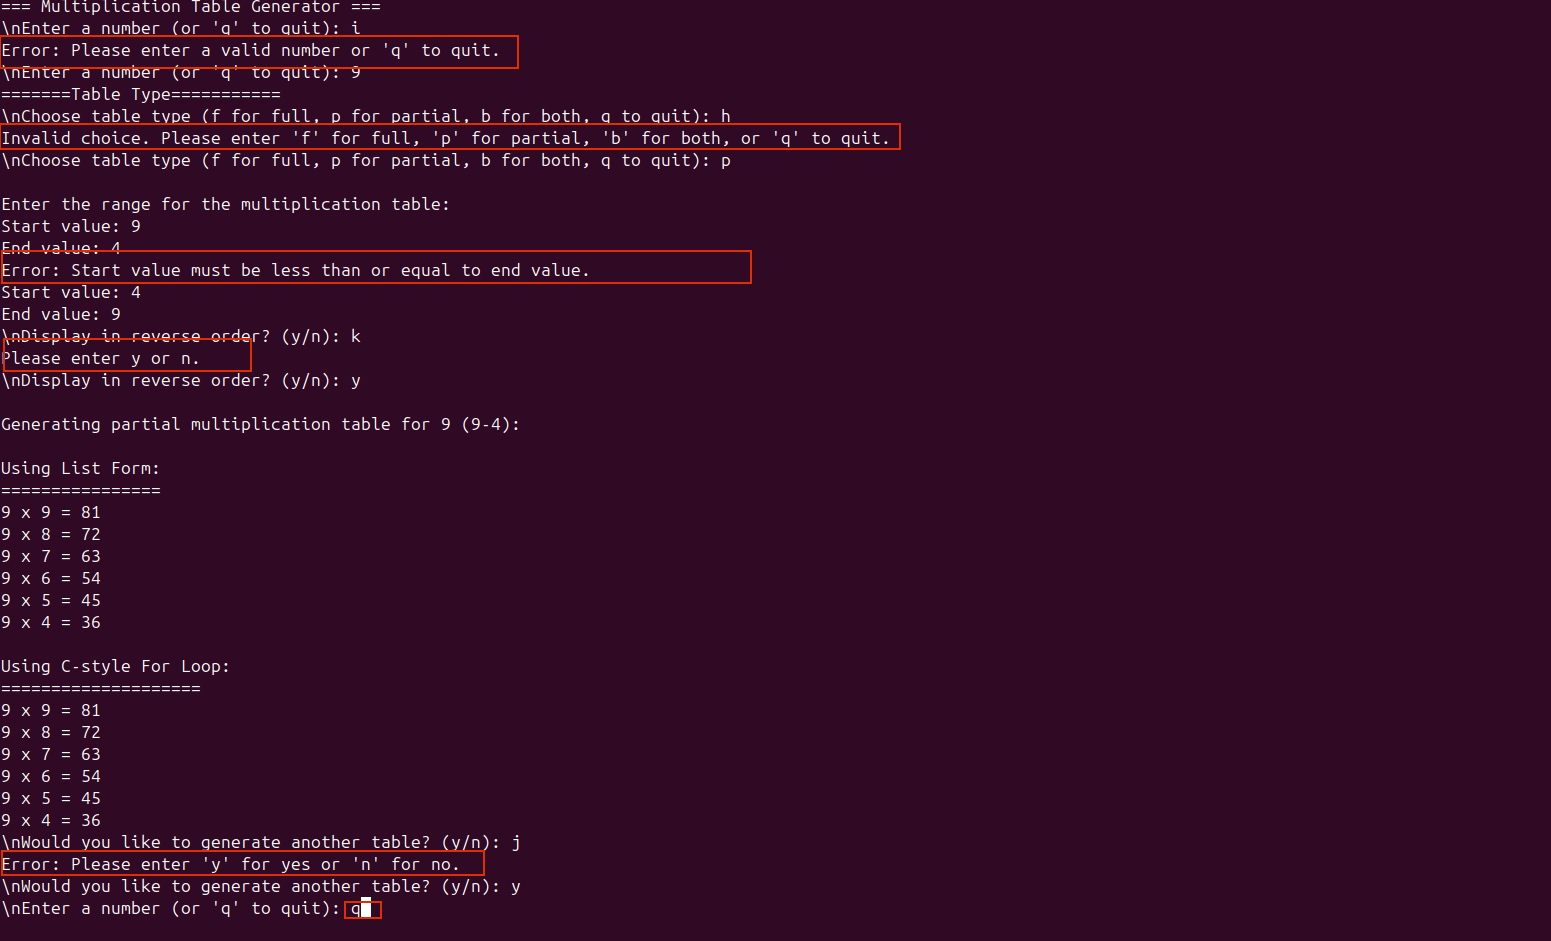 === Multiplication Table Generator ===
\nEnter a number (or 'q' to quit): i
Error: Please enter a valid number or 'q' to quit.
\nEnter a number (or 'q' to quit): 9
=======Table Type===========
\nChoose table type (f for full, p for partial, b for both, q to quit): h
Invalid choice. Please enter 'f' for full, 'p' for partial, 'b' for both, or 'q' to quit.
\nChoose table type (f for full, p for partial, b for both, q to quit): p
Enter the range for the multiplication table:
Start value: 9
End value: 4
Error: Start value must be less than or equal to end value.
Start value: 4
End value: 9
\nDisplay in reverse order? (y/n): k
Please enter y or n.
\nDisplay in reverse order? (y/n): y
Generating partial multiplication table for 9 (9-4):
Using List Form:
================
9 x 9 = 81
9 x 8 = 72
9 x 7 = 63
9 x 6 = 54
9 x 5 = 45
9 x 4 = 36
Using C-style For Loop:
====================
9 x 9 = 81
9 x 8 = 72
9 x 7 = 63
9 x 6 = 54
9 x 5 = 45
9 x 4 = 36
\nWould you like to generate another table? (y/n): j
Error: Please enter 'y' for yes or 'n' for no.
\nWould you like to generate another table? (y/n): y
\nEnter a number (or 'q' to quit): q